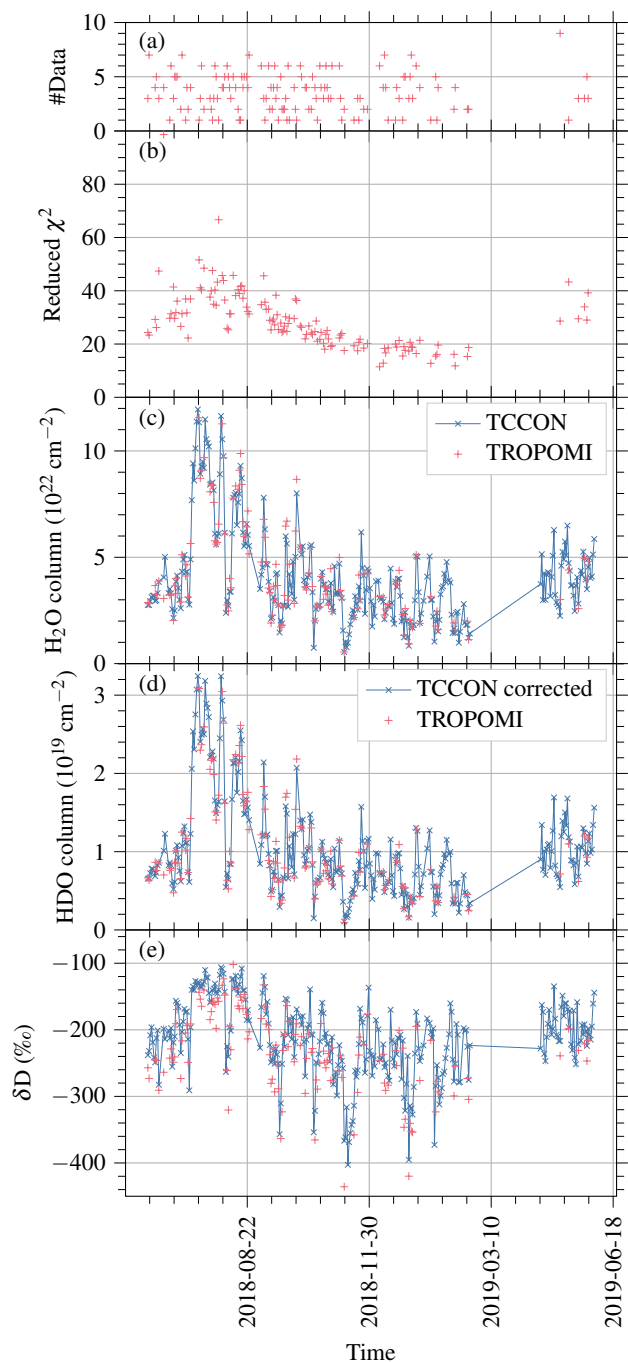 (a)
#Data
10
5
0
(b)
Reduced χ²
80
60
40
20
0
(c)
TCCON
TROPOMI
H₂O column (10²² cm⁻²)
10
5
0
(d)
TCCON corrected
TROPOMI
HDO column (10¹⁹ cm⁻²)
3
2
1
0
(e)
δD (‰)
−100
−200
−300
−400
2018-08-22
2018-11-30
2019-03-10
2019-06-18
Time